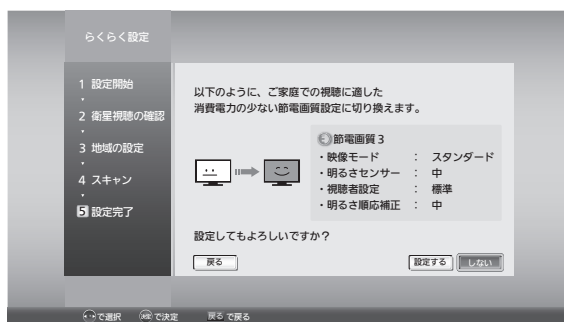 らくらく設定
1 設定開始
2 衛星視聴の確認
3 地域の設定
4 スキャン
5 設定完了
以下のように、ご家庭での視聴に適した
消費電力の少ない節電画質設定に切り換えます。
節電画質3
・映像モード : スタンダード
・明るさセンサー : 中
・視聴者設定 : 標準
・明るさ順応補正 : 中
設定してもよろしいですか?
戻る
設定する しない
で選択 決定 で決定 戻る で戻る